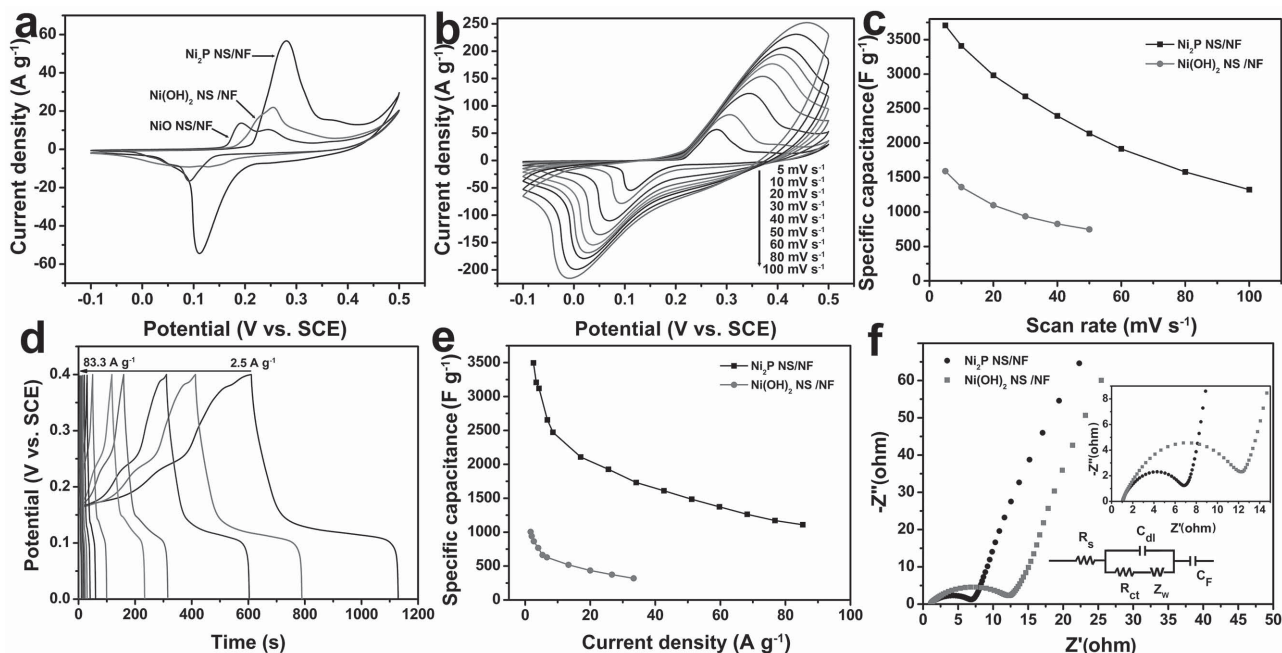 a
Current density (A g⁻¹)
60
40
20
0
-20
-40
-60
Ni₂P NS/NF
Ni(OH)₂ NS /NF
NiO NS/NF
-0.1 0.0 0.1 0.2 0.3 0.4 0.5
Potential (V vs. SCE)
b
Current density (A g⁻¹)
250
200
150
100
50
0
-50
-100
-150
-200
5 mV s⁻¹
10 mV s⁻¹
20 mV s⁻¹
30 mV s⁻¹
40 mV s⁻¹
50 mV s⁻¹
60 mV s⁻¹
80 mV s⁻¹
100 mV s⁻¹
-0.1 0.0 0.1 0.2 0.3 0.4 0.5
Potential (V vs. SCE)
c
Specific capacitance (F g⁻¹)
3750
3000
2250
1500
750
0
Ni₂P NS/NF
Ni(OH)₂ NS /NF
0 20 40 60 80 100
Scan rate (mV s⁻¹)
d
Potential (V vs. SCE)
0.4
0.3
0.2
0.1
0.0
83.3 A g⁻¹
2.5 A g⁻¹
0 200 400 600 800 1000 1200
Time (s)
e
Specific capacitance (F g⁻¹)
3500
3000
2500
2000
1500
1000
500
0
Ni₂P NS/NF
Ni(OH)₂ NS /NF
0 20 40 60 80 100
Current density (A g⁻¹)
f
-Z''(ohm)
60
50
40
30
20
10
0
Ni₂P NS/NF
Ni(OH)₂ NS /NF
-Z''(ohm)
8
6
4
2
0
0 2 4 6 8 10 12 14
Z'(ohm)
Rₛ
C_dl
R_ct
Z_w
C_F
0 5 10 15 20 25 30 35 40 45 50
Z'(ohm)